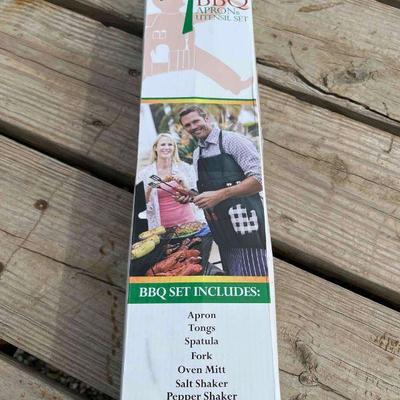 BBQ
APRON &
UTENSIL SET
BBQ SET INCLUDES:
Apron
Tongs
Spatula
Fork
Oven Mitt
Salt Shaker
Pepper Shaker